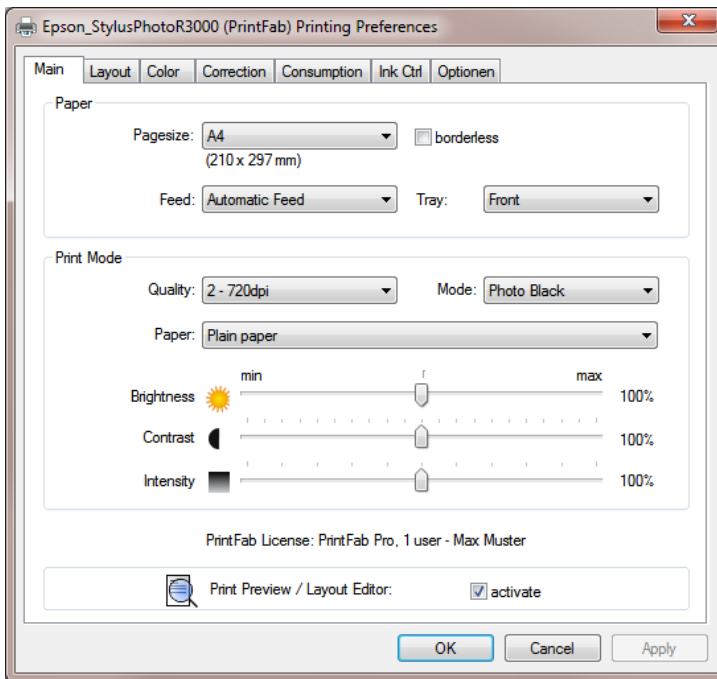 Epson_StylusPhotoR3000 (PrintFab) Printing Preferences
Main Layout Color Correction Consumption Ink Ctrl Optionen
Paper
Pagesize: A4 borderless
(210 x 297 mm)
Feed: Automatic Feed Tray: Front
Print Mode
Quality: 2 - 720dpi Mode: Photo Black
Paper: Plain paper
min r max
Brightness 100%
Contrast 100%
Intensity 100%
PrintFab License: PrintFab Pro, 1 user - Max Muster
Print Preview / Layout Editor: activate
OK Cancel Apply